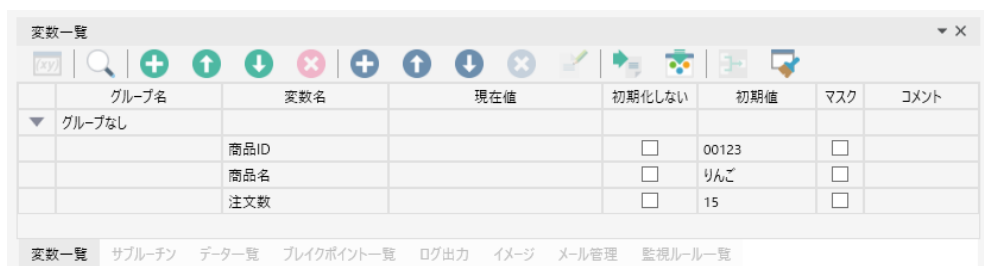 変数一覧
(xy)
グループ名 変数名 現在値 初期化しない 初期値 マスク コメント
グループなし
商品ID 00123
商品名 りんご
注文数 15
変数一覧 サブルーチン データ一覧 ブレイクポイント一覧 ログ出力 イメージ メール管理 監視ルール一覧